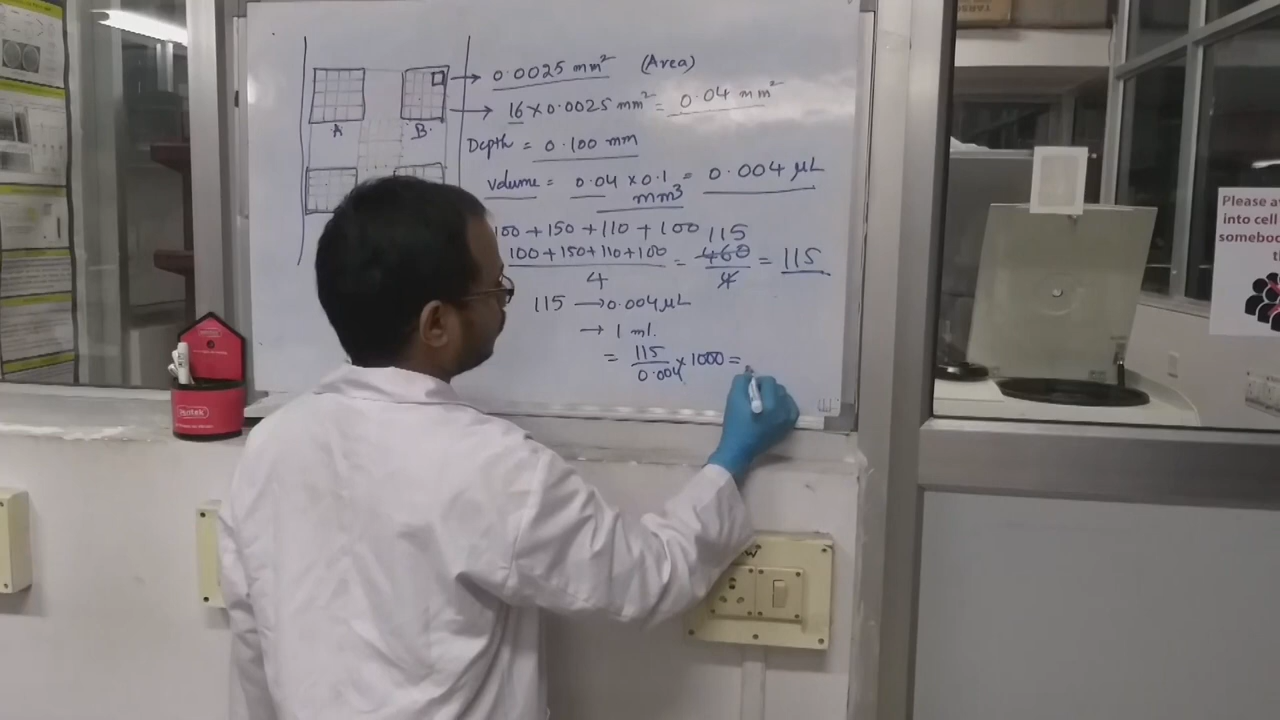 0.0025 mm² (Area)
16 × 0.0025 mm² = 0.04 mm²
A B.
Depth = 0.100 mm
Volume = 0.04 × 0.1 = 0.004 μL
mm³
100 + 150 + 110 + 100 115
100 + 150 + 110 + 100 = 460 = 115
4 4
115 → 0.004 μL
→ 1 ml.
= 115 × 1000 =
0.004
Please a
into cell
somebo
t
TARSO